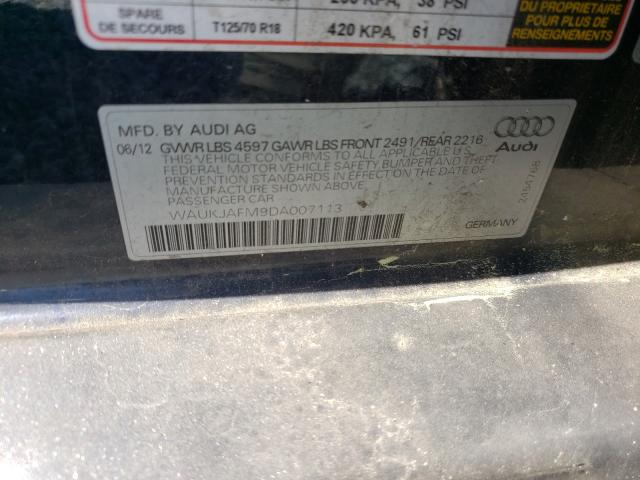 38 PSI
SPARE
DE SECOURS
T125/70 R18
420 KPA, 61 PSI
DU PROPRIETAIRE
POUR PLUS DE
RENSEIGNEMENTS
MFD. BY AUDI AG
06/12 GVWR LBS 4597 GAWR LBS FRONT 2491/REAR 2216
THIS VEHICLE CONFORMS TO ALL APPLICABLE U.S.
FEDERAL MOTOR VEHICLE SAFETY BUMPER AND THEFT
PREVENTION STANDARDS IN EFFECT ON THE DATE OF
MANUFACTURE SHOWN ABOVE
PASSENGER CAR
WAUKJAFM9DA007113
Audi
GERMANY